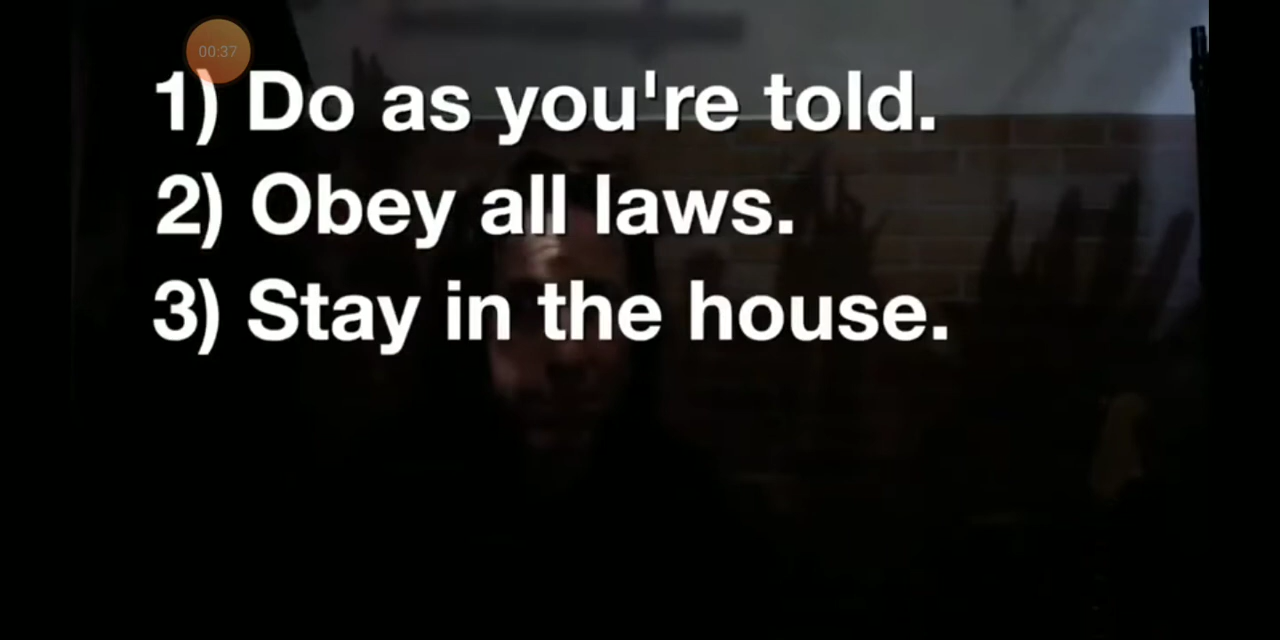 00:37
1) Do as you're told.
2) Obey all laws.
3) Stay in the house.